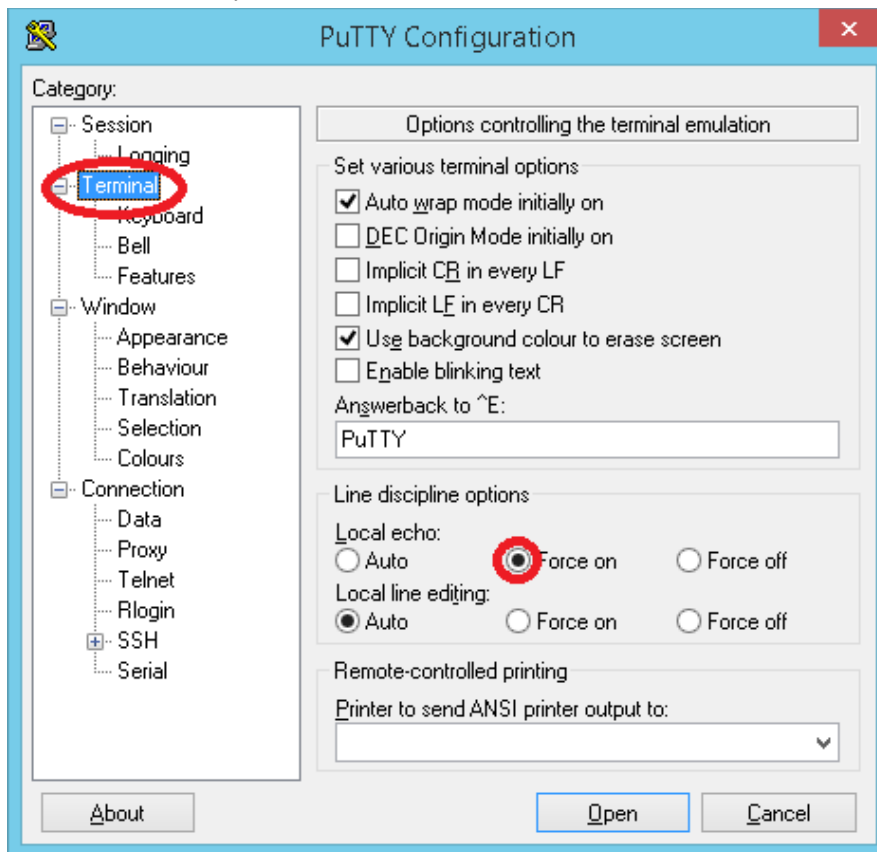 PuTTY Configuration
Category:
Session
Logging
Terminal
Keyboard
Bell
Features
Window
Appearance
Behaviour
Translation
Selection
Colours
Connection
Data
Proxy
Telnet
Rlogin
SSH
Serial
Options controlling the terminal emulation
Set various terminal options
Auto wrap mode initially on
DEC Origin Mode initially on
Implicit CR in every LF
Implicit LF in every CR
Use background colour to erase screen
Enable blinking text
Answerback to ^E:
PuTTY
Line discipline options
Local echo:
Auto Force on Force off
Local line editing:
Auto Force on Force off
Remote-controlled printing
Printer to send ANSI printer output to:
About Open Cancel